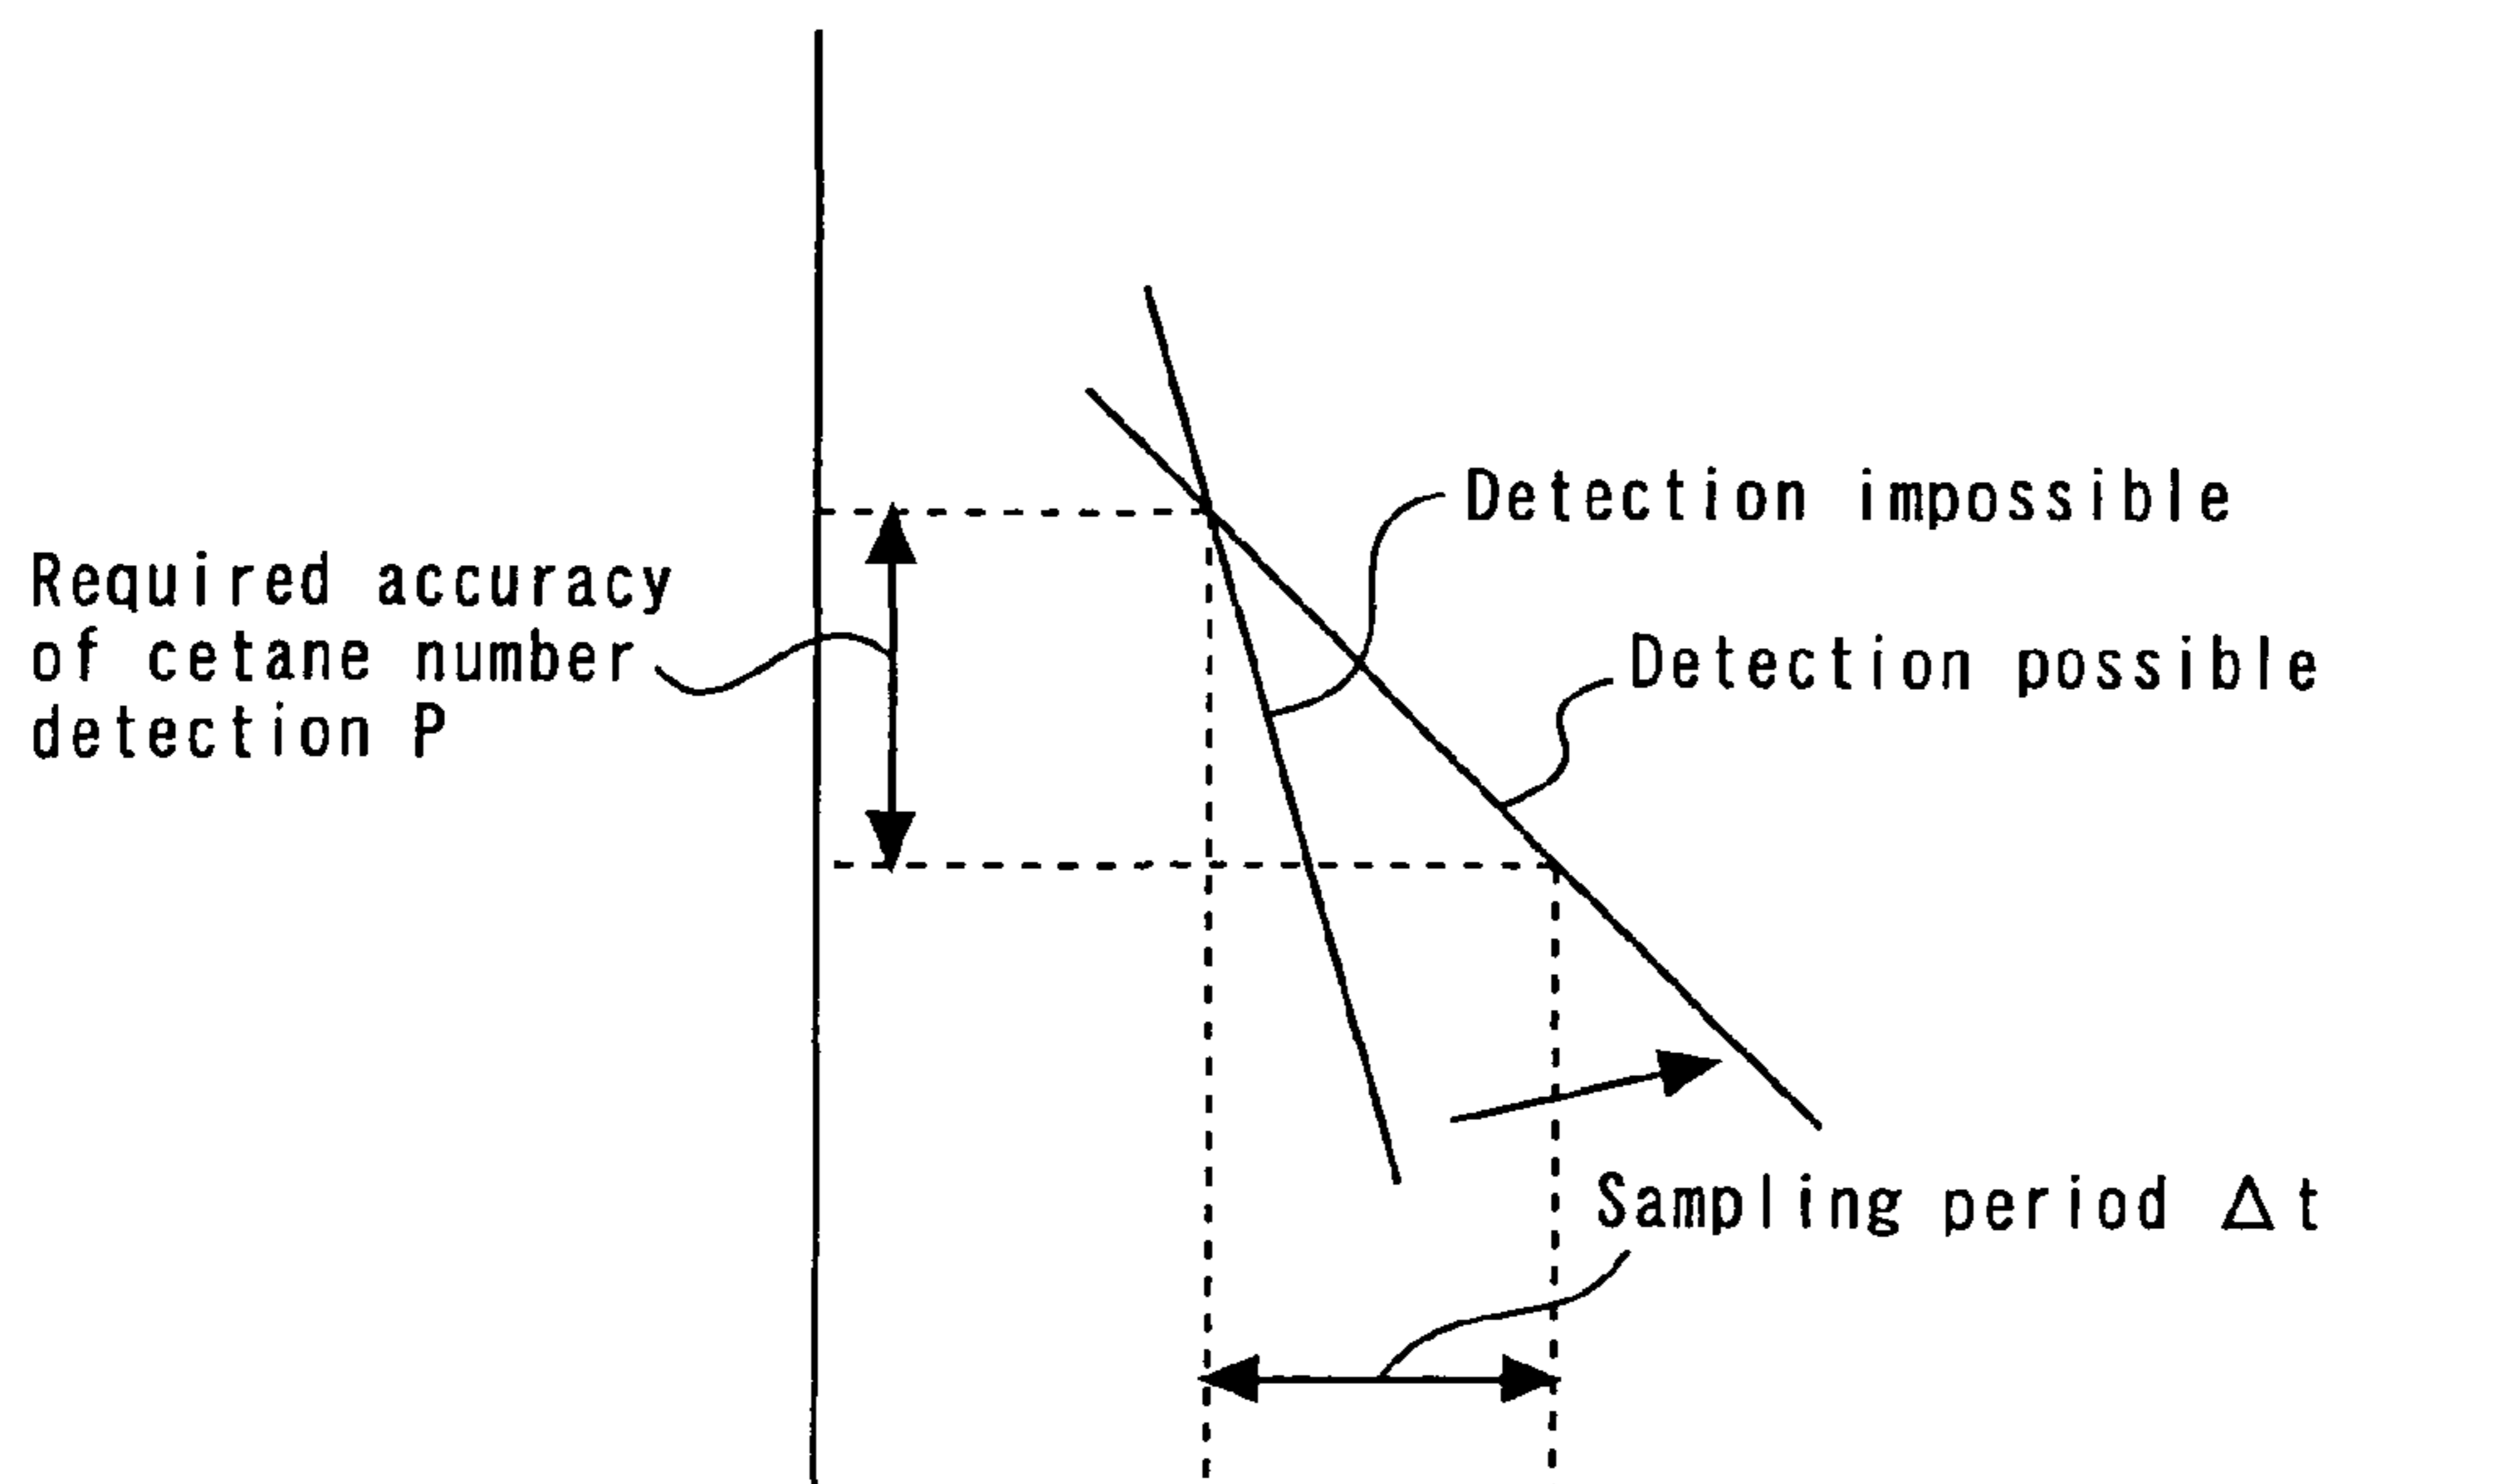 Detection impossible
Required accuracy
of cetane number
detection P
Detection possible
Sampling period Δt